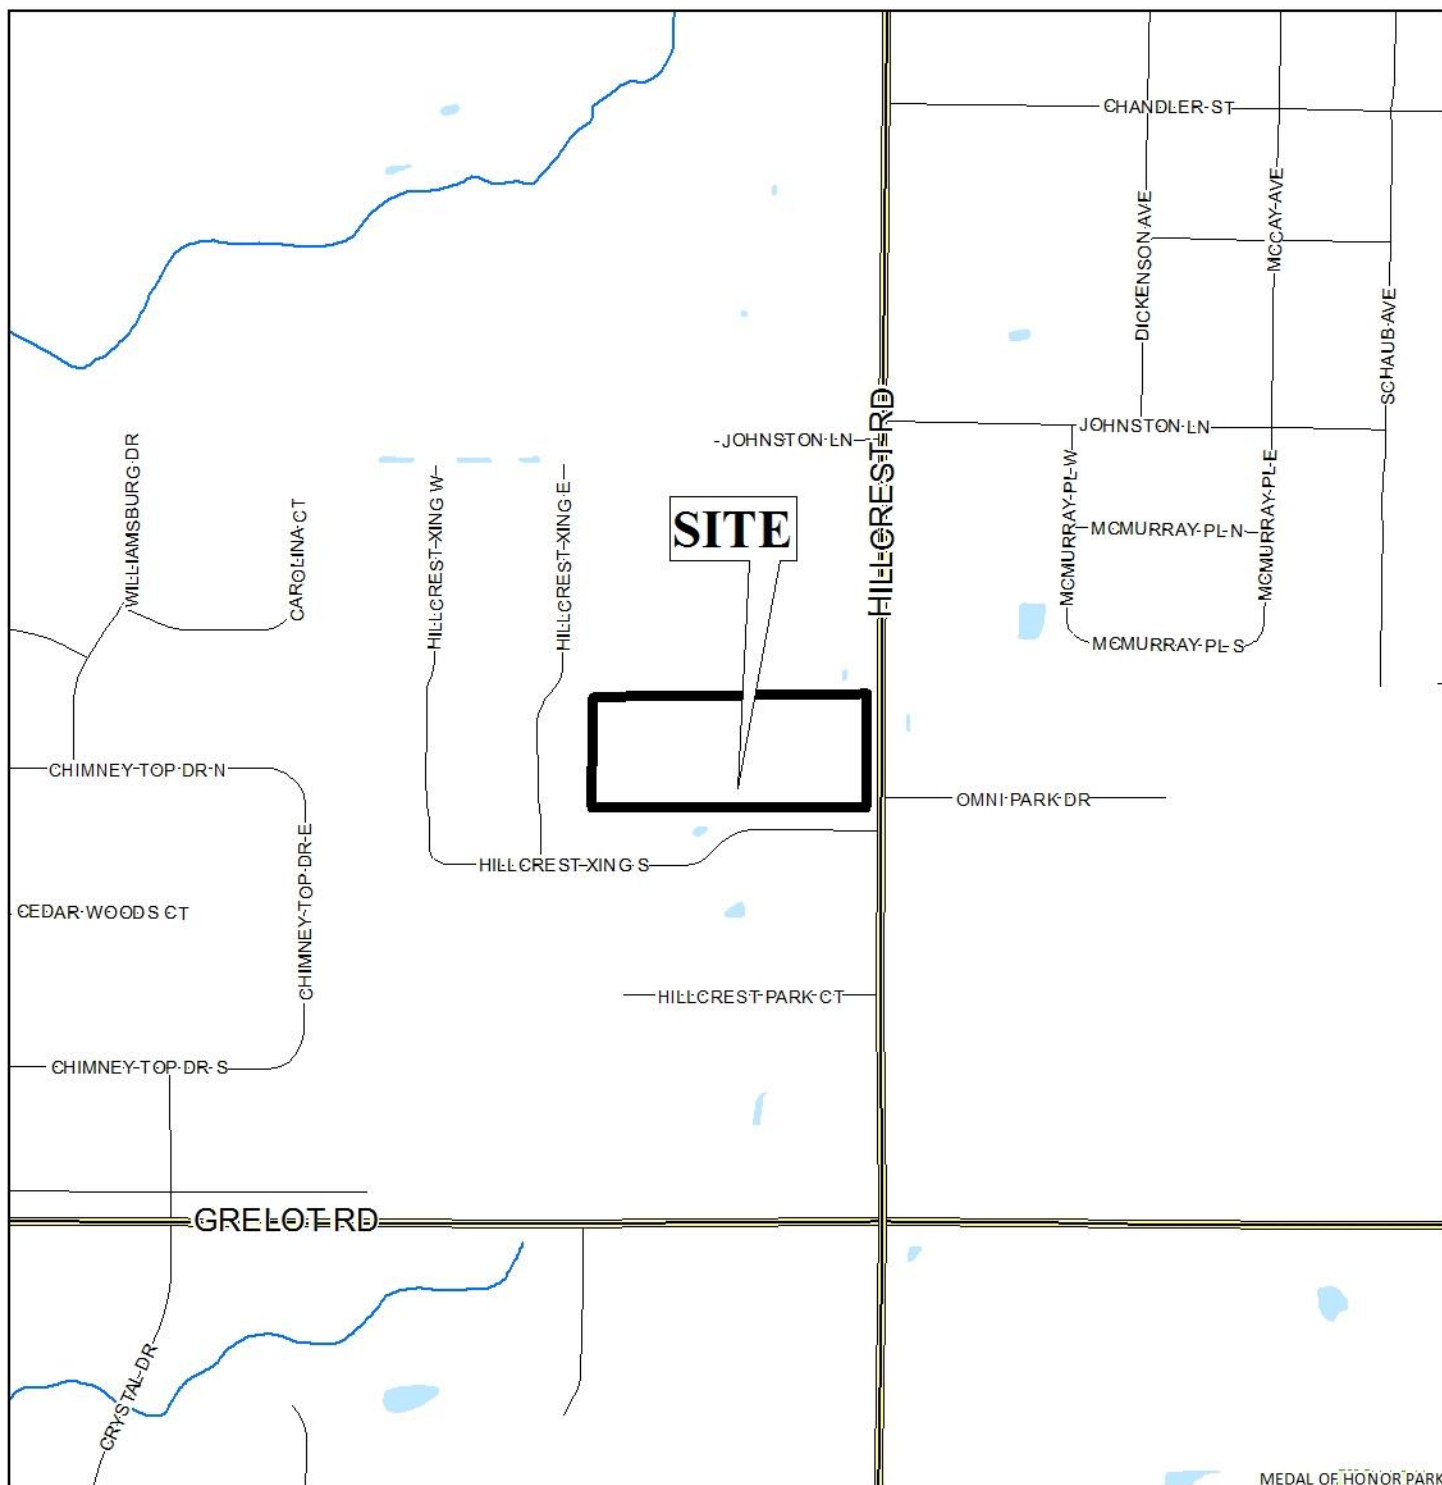 CHANDLER ST
DICKENSON AVE
MCCAY AVE
SCHAUB AVE
HILLCREST RD
JOHNSTON LN
JOHNSTON LN
WILLIAMSBURG DR
CAROLINA CT
HILLCREST XING W
HILLCREST XING E
SITE
MCMURRAY PL W
MCMURRAY PL N
MCMURRAY PL E
MCMURRAY PL S
CHIMNEY TOP DR N
OMNI PARK DR
CHIMNEY TOP DR E
HILLCREST XING S
CEDAR WOODS CT
HILLCREST PARK CT
CHIMNEY TOP DR S
GRELOT RD
CRYSTAL DR
MEDAL OF HONOR PARK